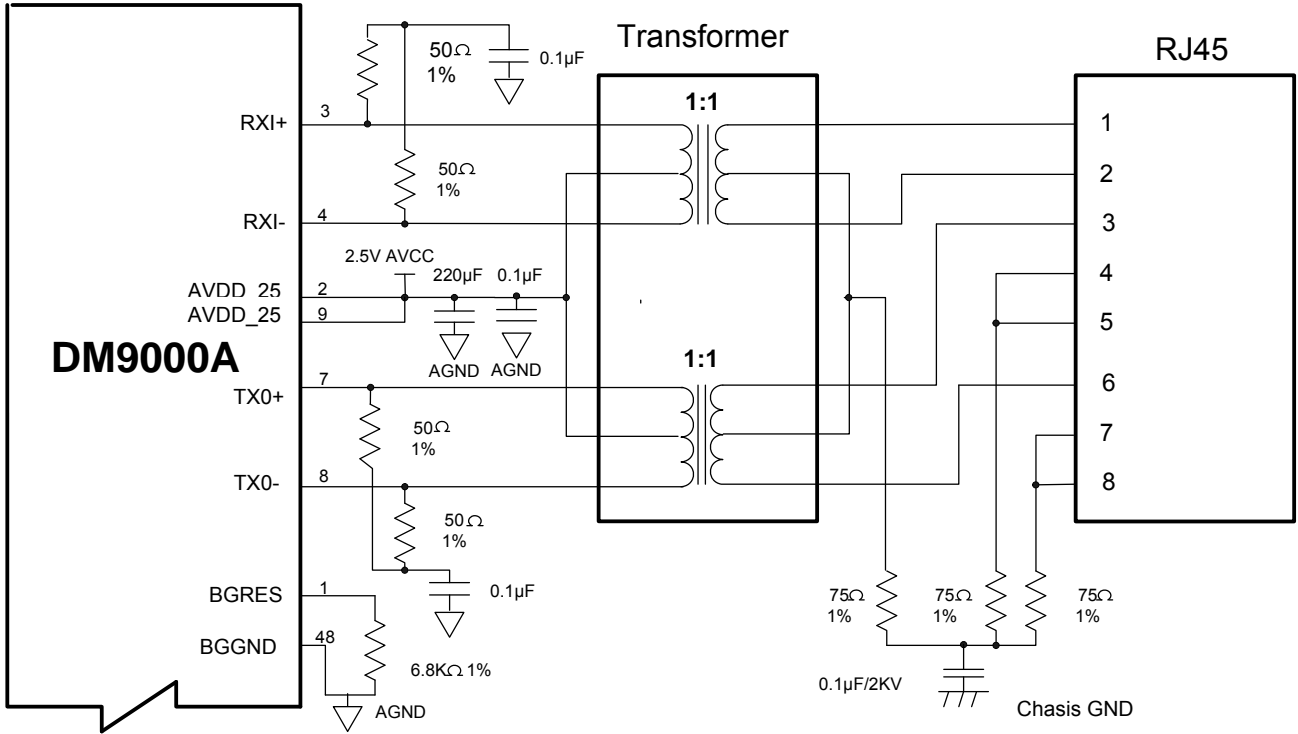 Transformer
RJ45
50Ω
1%
0.1µF
1:1
RXI+
3
50Ω
1%
RXI-
4
2.5V AVCC
220µF
0.1µF
AVDD_25
2
AVDD_25
9
DM9000A
AGND
AGND
1:1
TX0+
7
50Ω
1%
TX0-
8
50Ω
1%
0.1µF
BGRES
1
BGGND
48
6.8KΩ 1%
AGND
1
2
3
4
5
6
7
8
75Ω
1%
75Ω
1%
75Ω
1%
0.1µF/2KV
Chasis GND